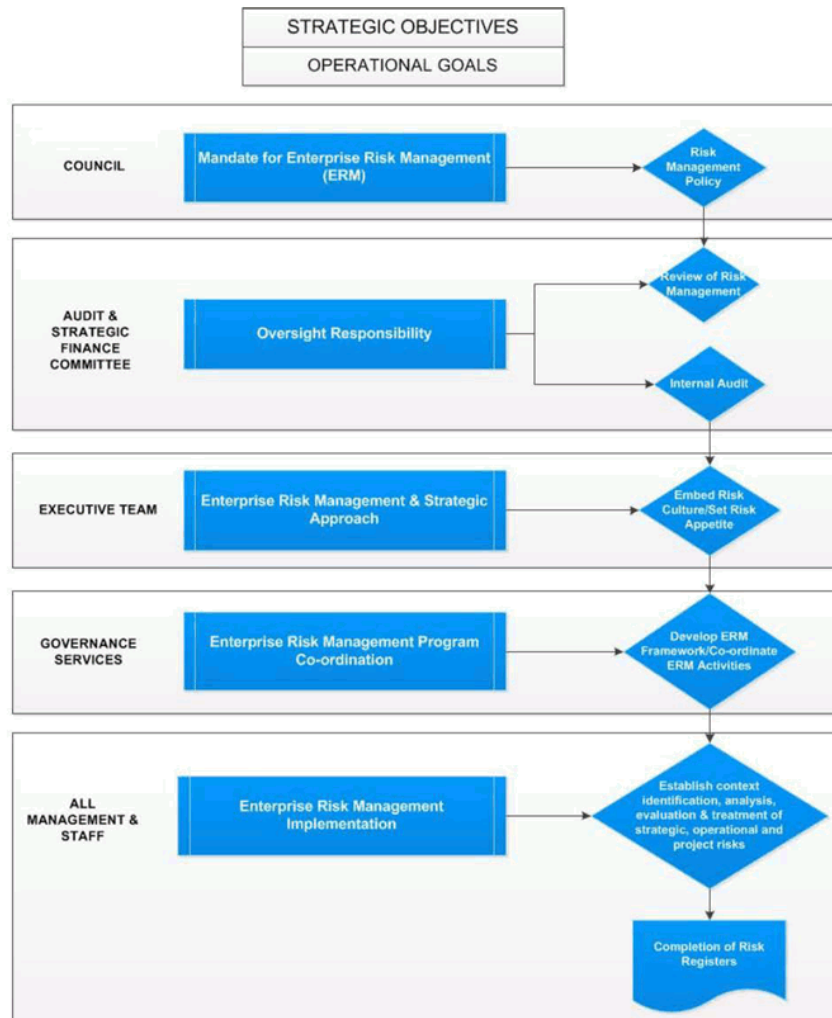 STRATEGIC OBJECTIVES
OPERATIONAL GOALS
COUNCIL
Mandate for Enterprise Risk Management
(ERM)
Risk
Management
Policy
AUDIT &
STRATEGIC
FINANCE
COMMITTEE
Oversight Responsibility
Review of Risk
Management
Internal Audit
EXECUTIVE TEAM
Enterprise Risk Management & Strategic
Approach
Embed Risk
Culture/Set Risk
Appetite
GOVERNANCE
SERVICES
Enterprise Risk Management Program
Co-ordination
Develop ERM
Framework/Co-ordinate
ERM Activities
ALL
MANAGEMENT &
STAFF
Enterprise Risk Management
Implementation
Establish context
identification, analysis,
evaluation & treatment of
strategic, operational and
project risks
Completion of Risk
Registers